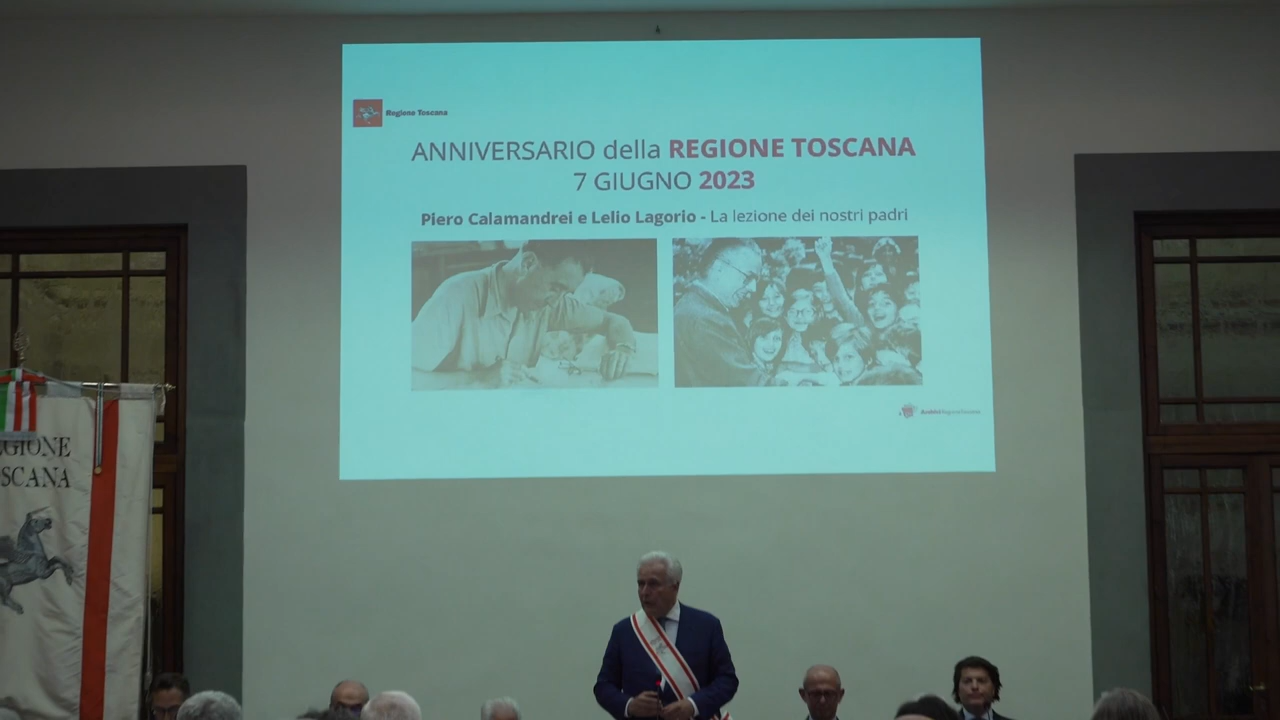 Regione Toscana
ANNIVERSARIO della REGIONE TOSCANA
7 GIUGNO 2023
Piero Calamandrei e Lelio Lagorio - La lezione dei nostri padri
EGIONE
OSCANA